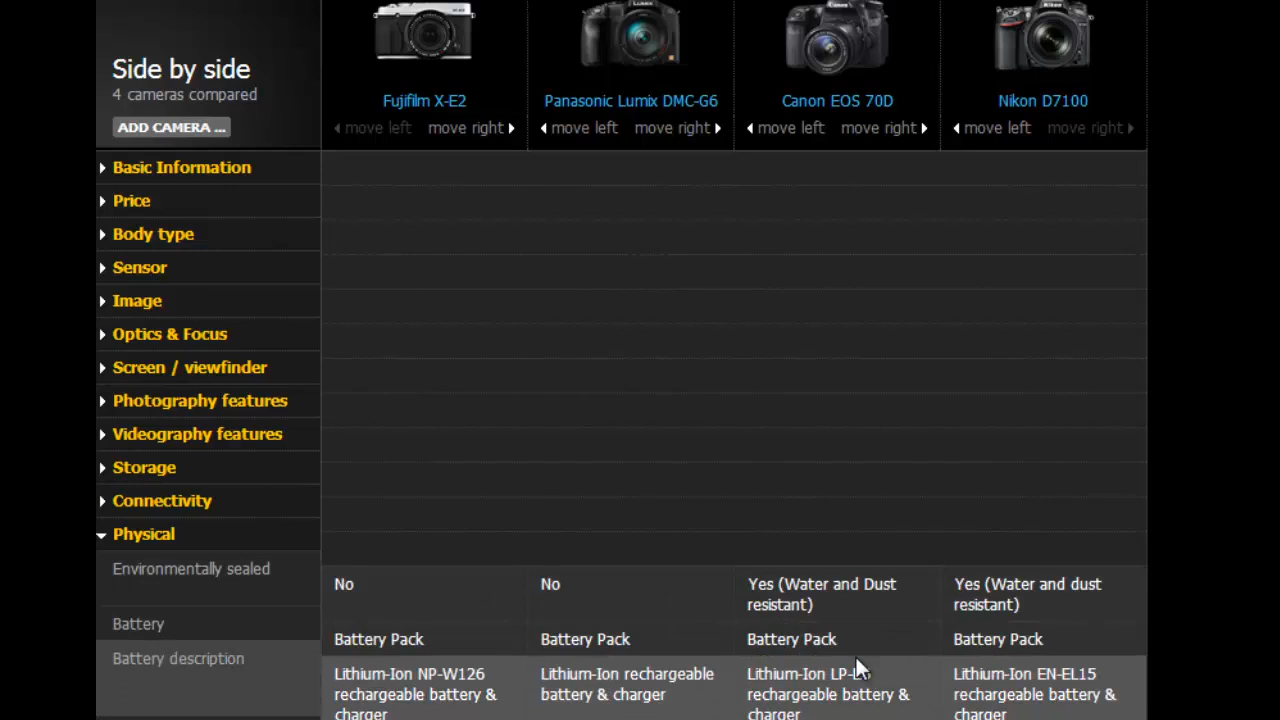 Side by side
4 cameras compared
ADD CAMERA ...
Fujifilm X-E2
Panasonic Lumix DMC-G6
Canon EOS 70D
Nikon D7100
move left move right
move left move right
move left move right
move left move right
Basic Information
Price
Body type
Sensor
Image
Optics & Focus
Screen / viewfinder
Photography features
Videography features
Storage
Connectivity
Physical
Environmentally sealed
No
No
Yes (Water and Dust
resistant)
Yes (Water and dust
resistant)
Battery
Battery Pack
Battery Pack
Battery Pack
Battery Pack
Battery description
Lithium-Ion NP-W126
rechargeable battery &
charger
Lithium-Ion rechargeable
battery & charger
Lithium-Ion
rechargeable battery &
charger
Lithium-Ion EN-EL15
rechargeable battery &
charger